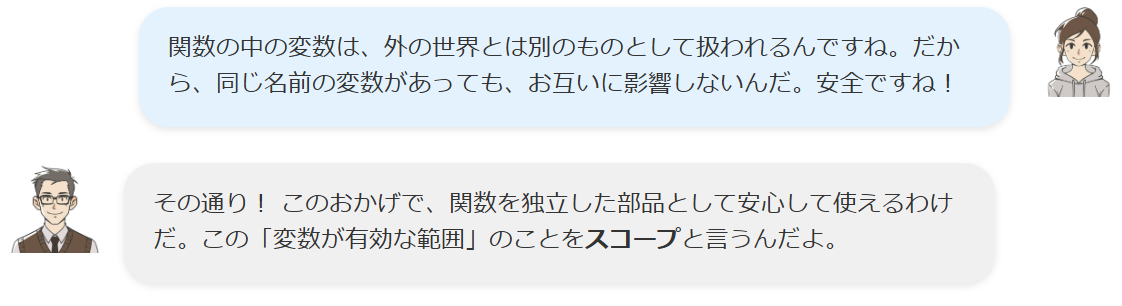 関数の中の変数は、外の世界とは別のものとして扱われるんですね。だか
ら、同じ名前の変数があっても、お互いに影響しないんだ。安全ですね！
その通り！ このおかげで、関数を独立した部品として安心して使えるわけ
だ。この「変数が有効な範囲」のことをスコープと言うんだよ。